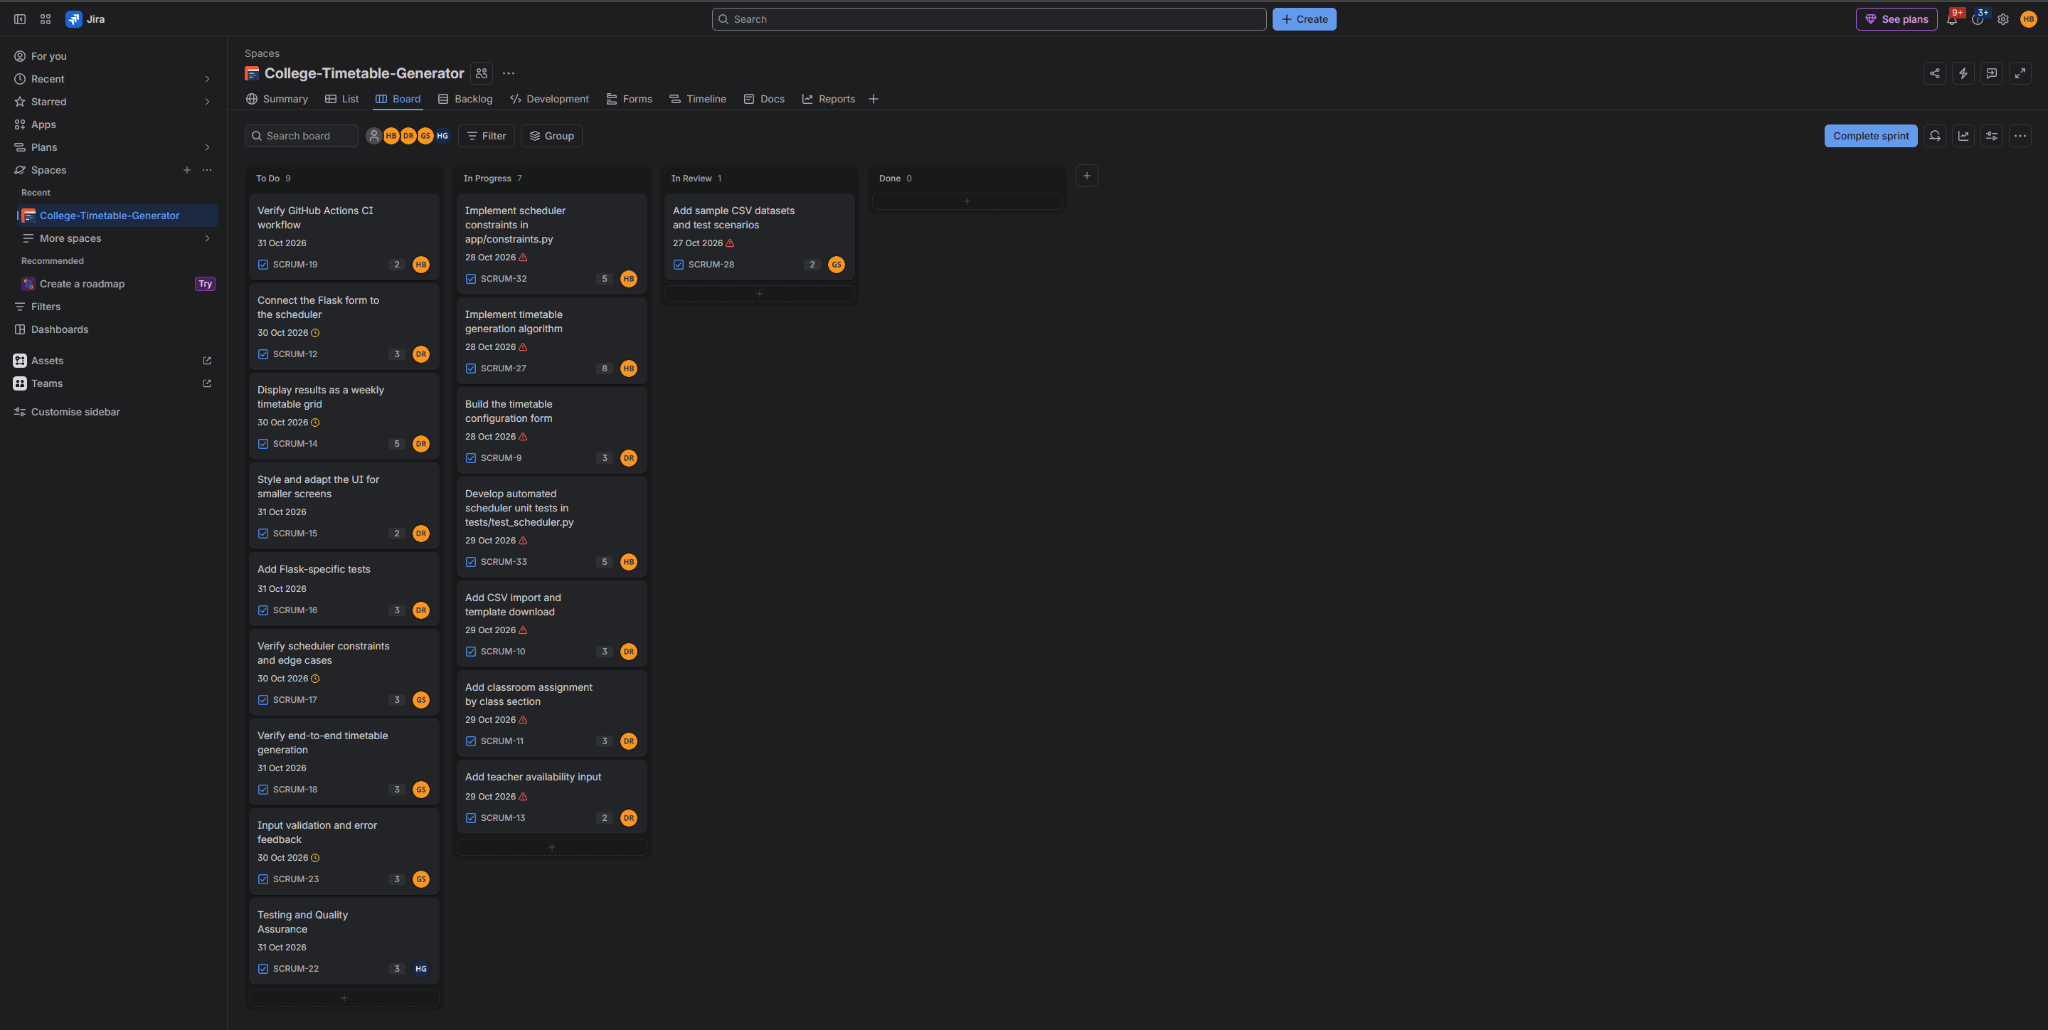 Jira
Search
Create
See plans
9+
3+
HB
For you
Recent
Starred
Apps
Plans
Spaces
Recent
College-Timetable-Generator
More spaces
Recommended
Create a roadmap
Try
Filters
Dashboards
Assets
Teams
Customise sidebar
Spaces
College-Timetable-Generator
Summary
List
Board
Backlog
Development
Forms
Timeline
Docs
Reports
Search board
HB
DR
GS
HG
Filter
Group
Complete sprint
To Do 9
Verify GitHub Actions CI
workflow
31 Oct 2026
SCRUM-19
2
HB
Connect the Flask form to
the scheduler
30 Oct 2026
SCRUM-12
3
DR
Display results as a weekly
timetable grid
30 Oct 2026
SCRUM-14
5
DR
Style and adapt the UI for
smaller screens
31 Oct 2026
SCRUM-15
2
DR
Add Flask-specific tests
31 Oct 2026
SCRUM-16
3
DR
Verify scheduler constraints
and edge cases
30 Oct 2026
SCRUM-17
3
GS
Verify end-to-end timetable
generation
31 Oct 2026
SCRUM-18
3
GS
Input validation and error
feedback
30 Oct 2026
SCRUM-23
3
GS
Testing and Quality
Assurance
31 Oct 2026
SCRUM-22
3
HG
In Progress 7
Implement scheduler
constraints in
app/constraints.py
28 Oct 2026
SCRUM-32
5
HB
Implement timetable
generation algorithm
28 Oct 2026
SCRUM-27
8
HB
Build the timetable
configuration form
28 Oct 2026
SCRUM-9
3
DR
Develop automated
scheduler unit tests in
tests/test_scheduler.py
29 Oct 2026
SCRUM-33
5
HB
Add CSV import and
template download
29 Oct 2026
SCRUM-10
3
DR
Add classroom assignment
by class section
29 Oct 2026
SCRUM-11
3
DR
Add teacher availability input
29 Oct 2026
SCRUM-13
2
DR
In Review 1
Add sample CSV datasets
and test scenarios
27 Oct 2026
SCRUM-28
2
GS
Done 0